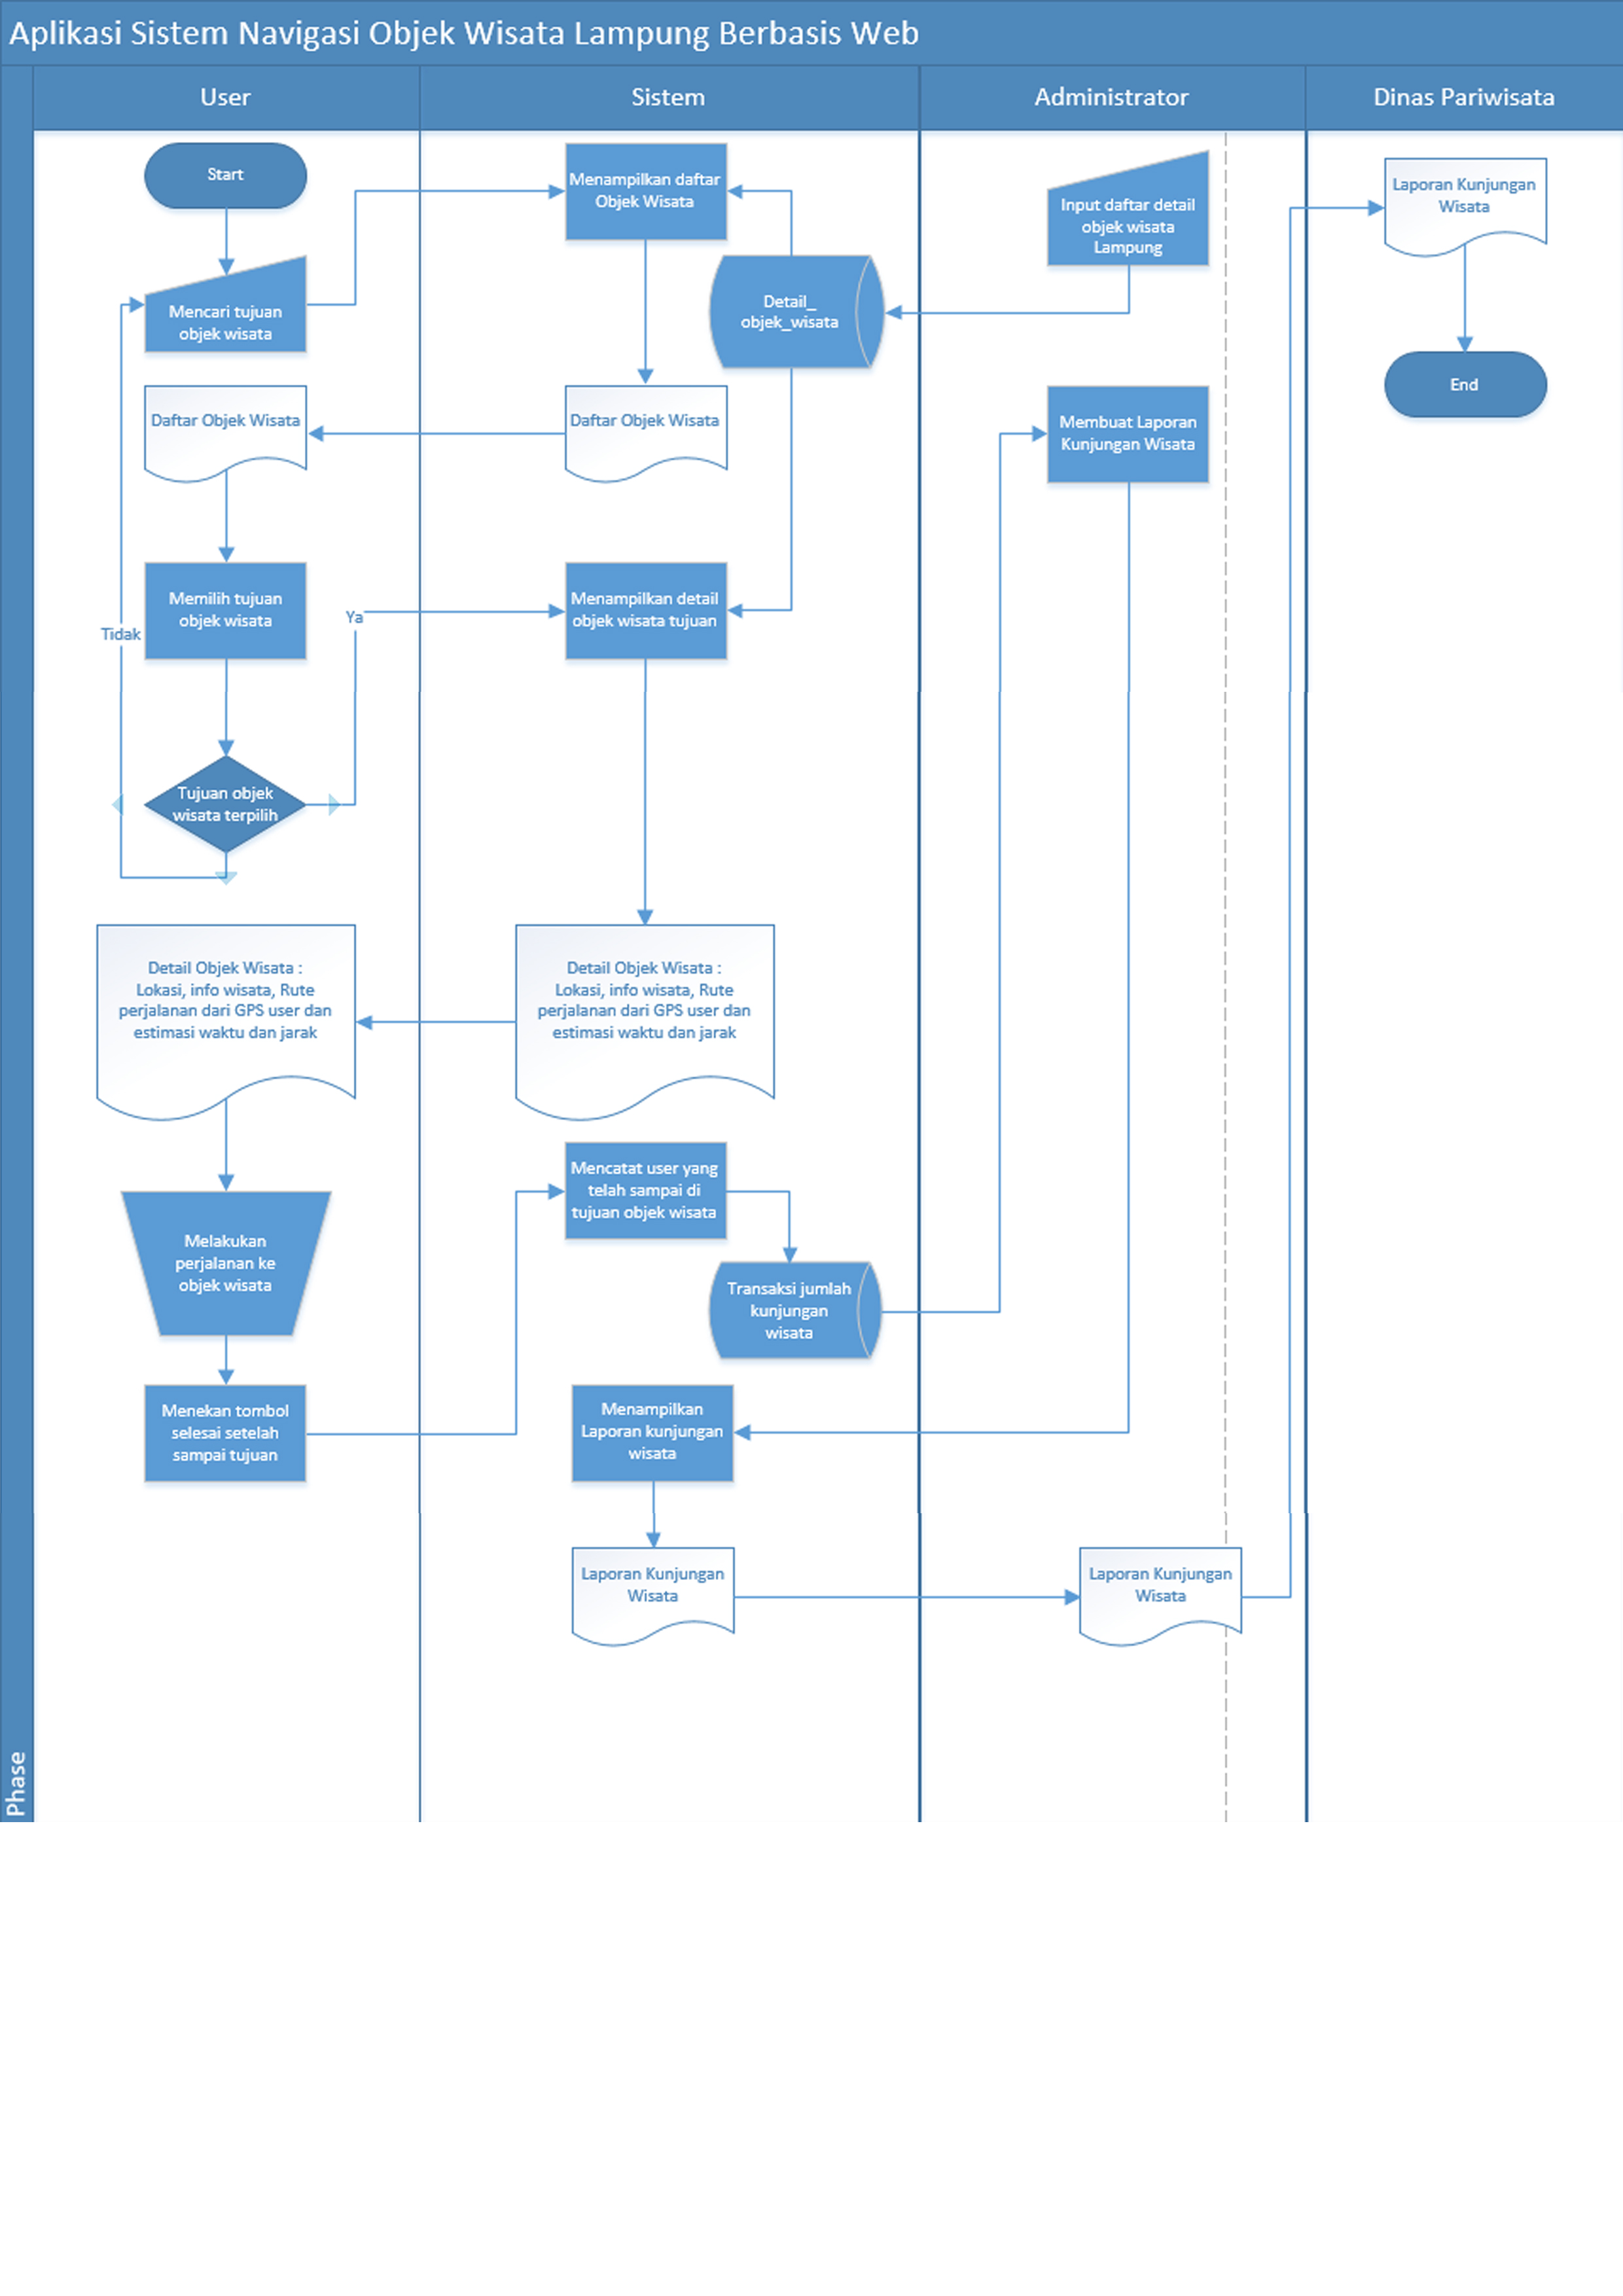 Aplikasi Sistem Navigasi Objek Wisata Lampung Berbasis Web
User
Sistem
Administrator
Dinas Pariwisata
Phase
Start
Mencari tujuan
objek wisata
Daftar Objek Wisata
Memilih tujuan
objek wisata
Tidak
Ya
Tujuan objek
wisata terpilih
Detail Objek Wisata :
Lokasi, info wisata, Rute
perjalanan dari GPS user dan
estimasi waktu dan jarak
Melakukan
perjalanan ke
objek wisata
Menekan tombol
selesai setelah
sampai tujuan
Menampilkan daftar
Objek Wisata
Detail_
objek_wisata
Daftar Objek Wisata
Menampilkan detail
objek wisata tujuan
Detail Objek Wisata :
Lokasi, info wisata, Rute
perjalanan dari GPS user dan
estimasi waktu dan jarak
Mencatat user yang
telah sampai di
tujuan objek wisata
Transaksi jumlah
kunjungan
wisata
Menampilkan
Laporan kunjungan
wisata
Laporan Kunjungan
Wisata
Input daftar detail
objek wisata
Lampung
Membuat Laporan
Kunjungan Wisata
Laporan Kunjungan
Wisata
Laporan Kunjungan
Wisata
End